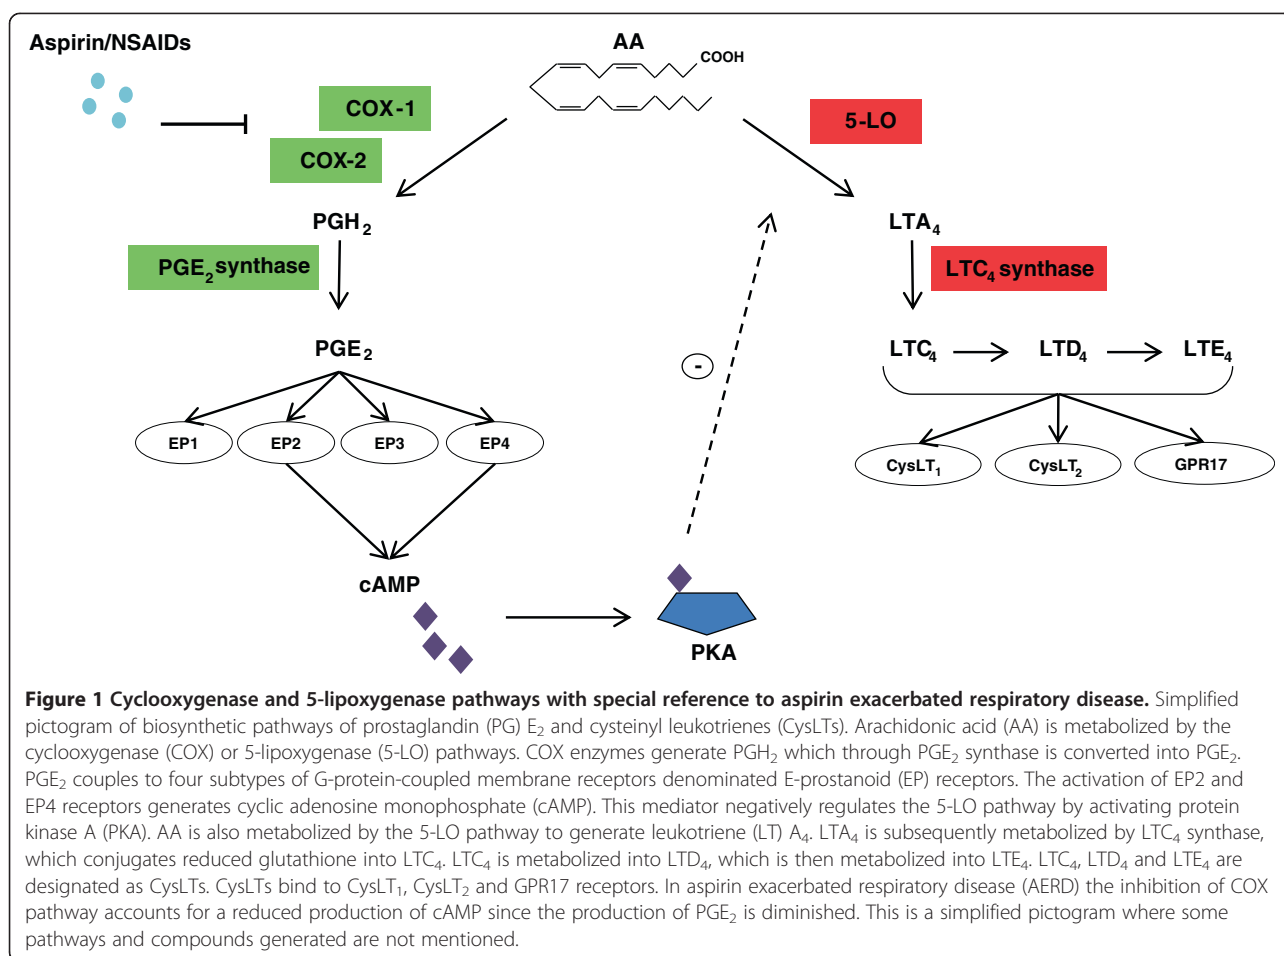 Aspirin/NSAIDs
AA
COOH
COX-1
COX-2
5-LO
PGH2
LTA4
PGE2 synthase
LTC4 synthase
PGE2
LTC4
LTD4
LTE4
-
EP1
EP2
EP3
EP4
CysLT1
CysLT2
GPR17
cAMP
PKA
Figure 1 Cyclooxygenase and 5-lipoxygenase pathways with special reference to aspirin exacerbated respiratory disease. Simplified
pictogram of biosynthetic pathways of prostaglandin (PG) E2 and cysteinyl leukotrienes (CysLTs). Arachidonic acid (AA) is metabolized by the
cyclooxygenase (COX) or 5-lipoxygenase (5-LO) pathways. COX enzymes generate PGH2 which through PGE2 synthase is converted into PGE2.
PGE2 couples to four subtypes of G-protein-coupled membrane receptors denominated E-prostanoid (EP) receptors. The activation of EP2 and
EP4 receptors generates cyclic adenosine monophosphate (cAMP). This mediator negatively regulates the 5-LO pathway by activating protein
kinase A (PKA). AA is also metabolized by the 5-LO pathway to generate leukotriene (LT) A4. LTA4 is subsequently metabolized by LTC4 synthase,
which conjugates reduced glutathione into LTC4. LTC4 is metabolized into LTD4, which is then metabolized into LTE4. LTC4, LTD4 and LTE4 are
designated as CysLTs. CysLTs bind to CysLT1, CysLT2 and GPR17 receptors. In aspirin exacerbated respiratory disease (AERD) the inhibition of COX
pathway accounts for a reduced production of cAMP since the production of PGE2 is diminished. This is a simplified pictogram where some
pathways and compounds generated are not mentioned.